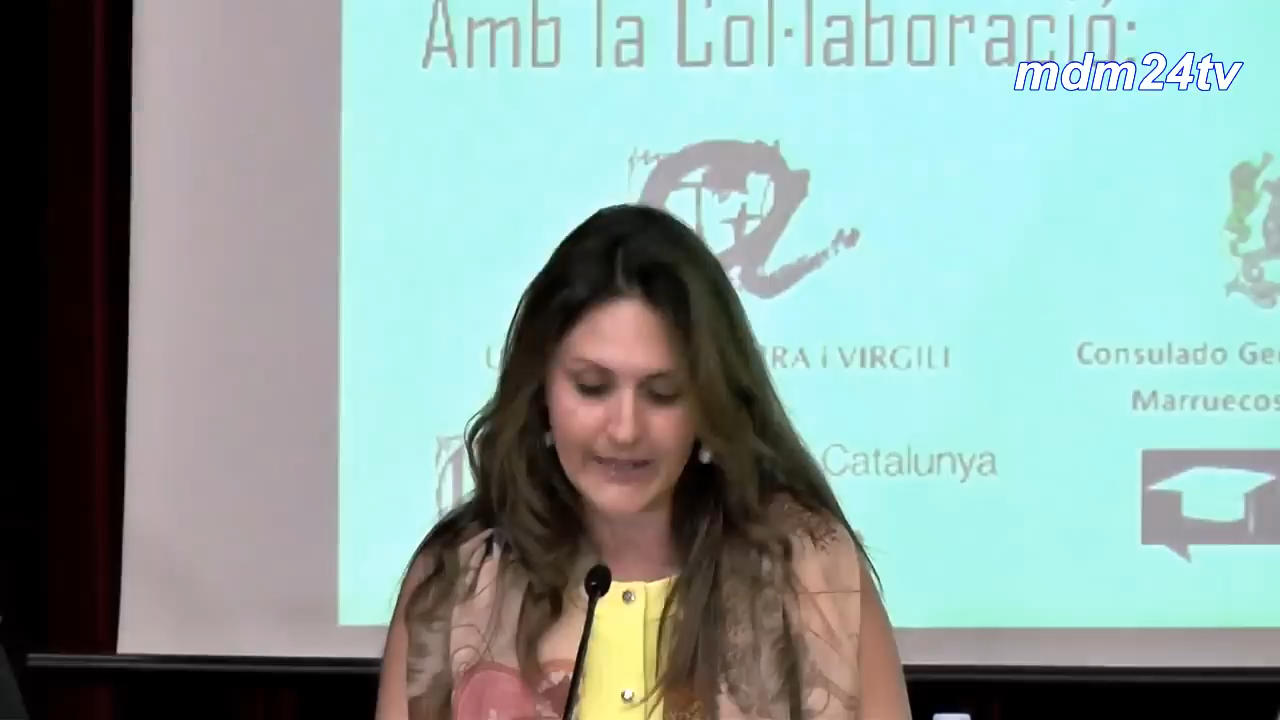 Amb la Col·laboració:
mdm24tv
RA i VIRGILI
Consulado Ge
Marruecos
Catalunya